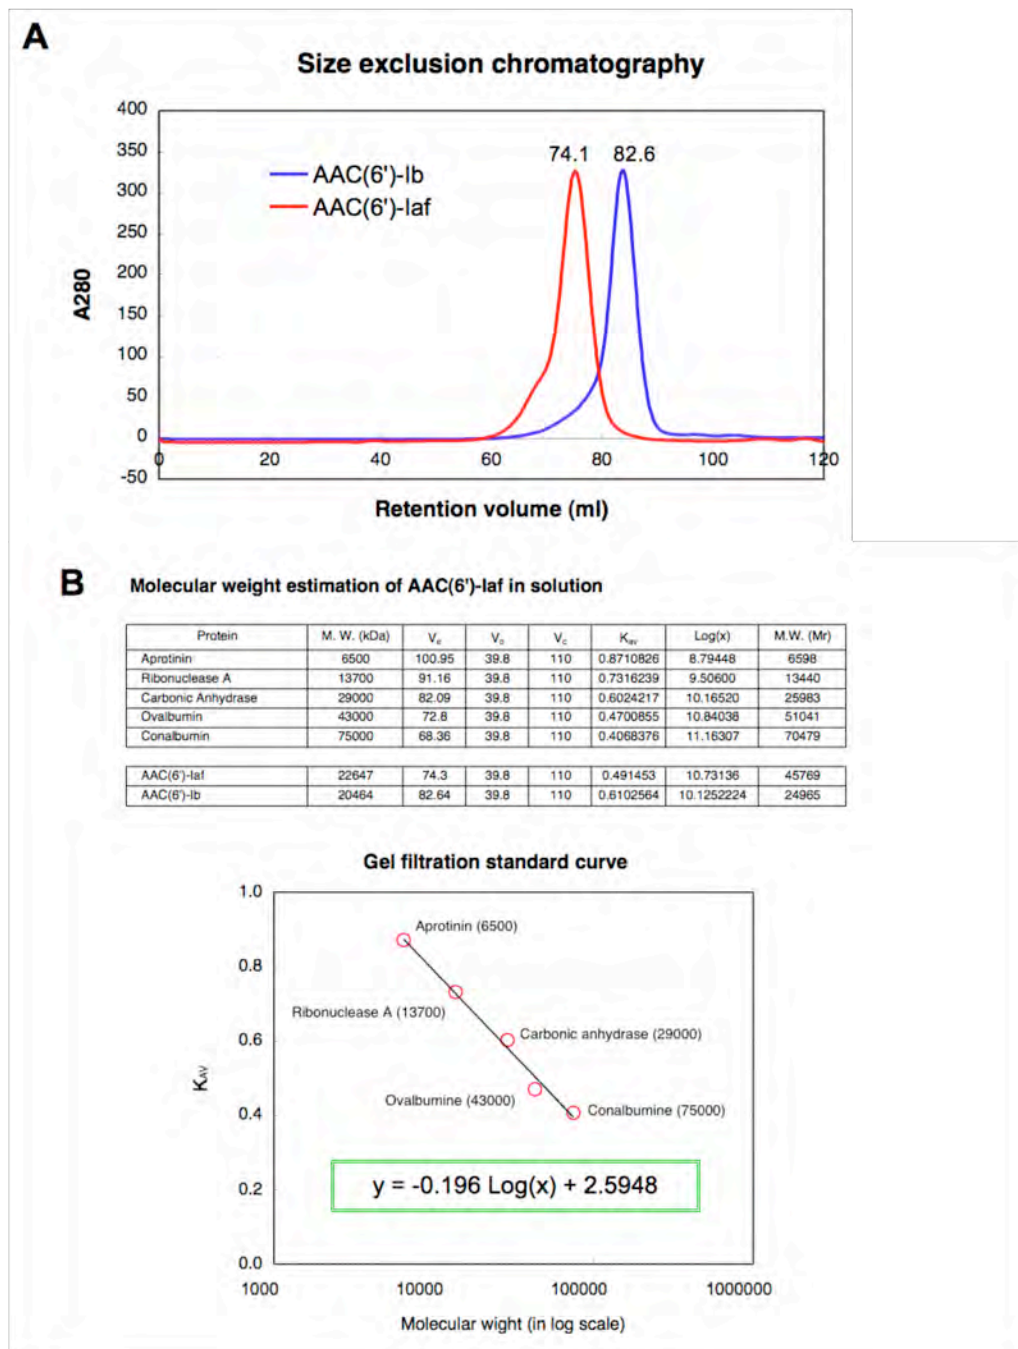 A
Size exclusion chromatography
400
350
300
250
200
150
100
50
0
-50
A280
AAC(6')-Ib
AAC(6')-Iaf
74.1 82.6
0 20 40 60 80 100 120
Retention volume (ml)
B Molecular weight estimation of AAC(6')-Iaf in solution
Protein M. W. (kDa) Ve Vo Vc Kav Log(x) M.W. (Mr)
Aprotinin 6500 100.95 39.8 110 0.8710826 8.79448 6598
Ribonuclease A 13700 91.16 39.8 110 0.7316239 9.50600 13440
Carbonic Anhydrase 29000 82.09 39.8 110 0.6024217 10.16520 25983
Ovalbumin 43000 72.8 39.8 110 0.4700855 10.84038 51041
Conalbumin 75000 68.36 39.8 110 0.4068376 11.16307 70479
AAC(6')-Iaf 22647 74.3 39.8 110 0.491453 10.73136 45769
AAC(6')-Ib 20464 82.64 39.8 110 0.6102564 10.1252224 24965
Gel filtration standard curve
1.0
0.8
0.6
0.4
0.2
0.0
KAV
Aprotinin (6500)
Ribonuclease A (13700)
Carbonic anhydrase (29000)
Ovalbumine (43000)
Conalbumine (75000)
y = -0.196 Log(x) + 2.5948
1000 10000 100000 1000000
Molecular wight (in log scale)